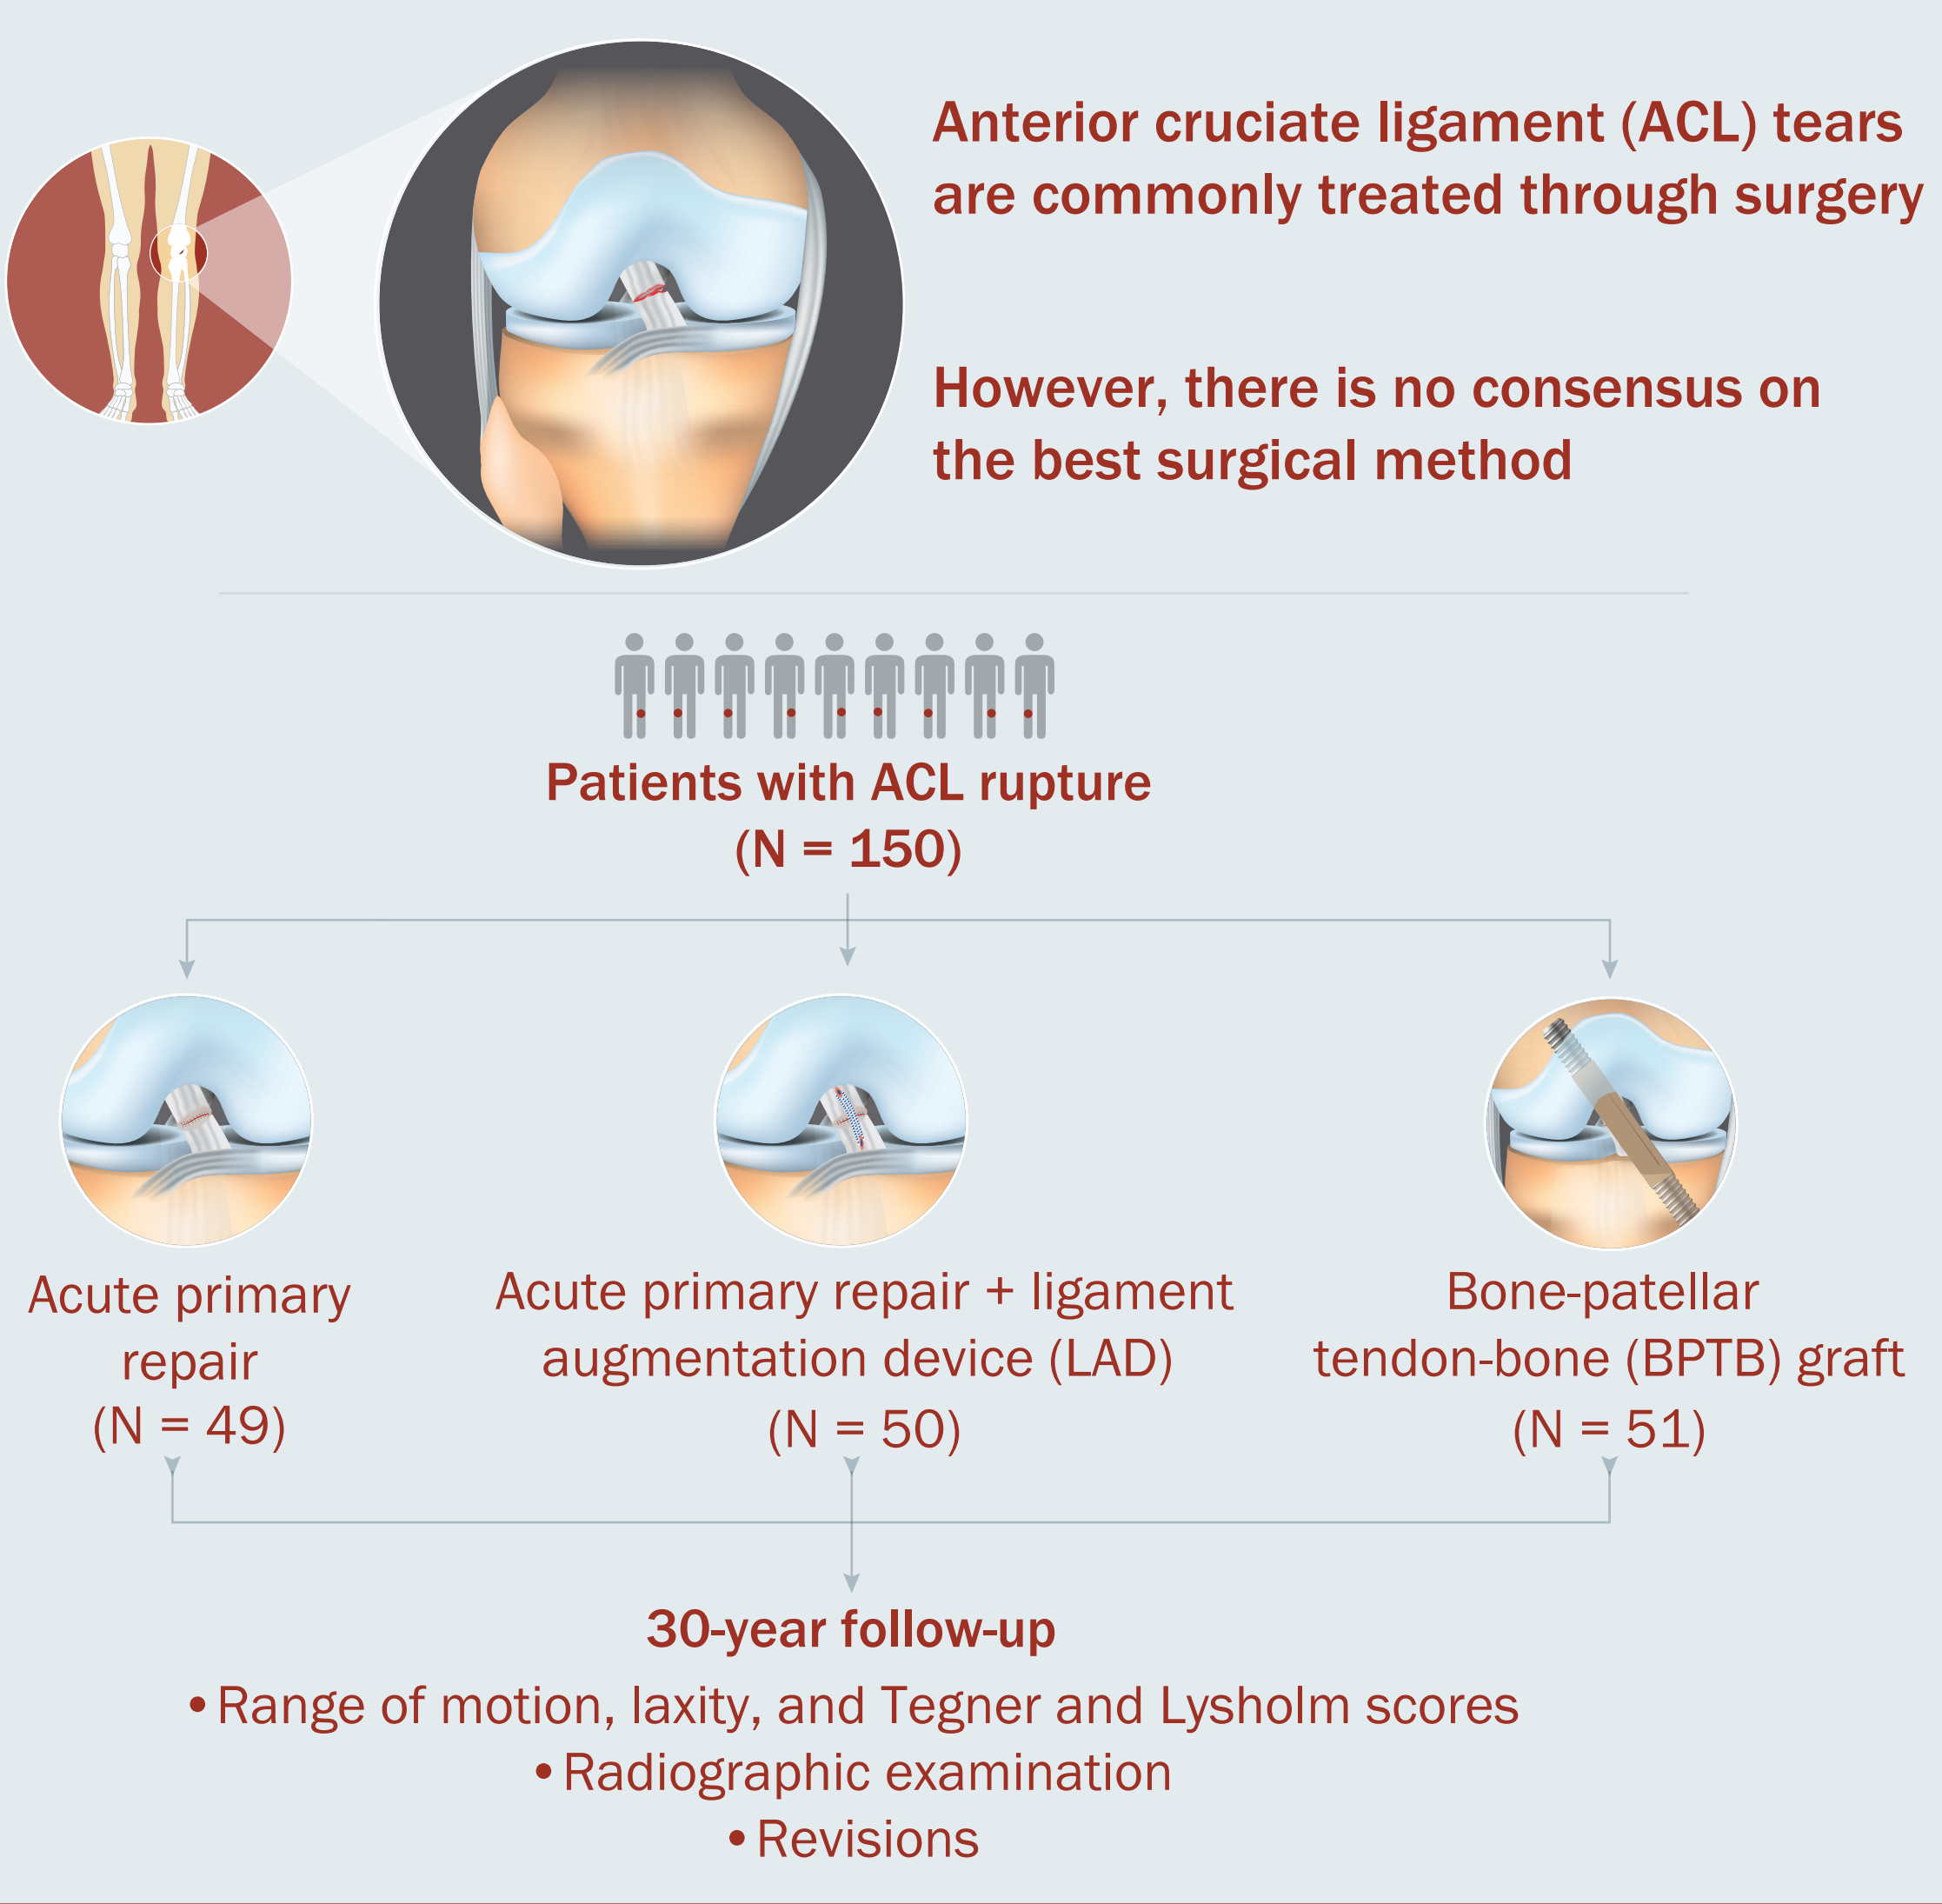 Anterior cruciate ligament (ACL) tears
are commonly treated through surgery
However, there is no consensus on
the best surgical method
Patients with ACL rupture
(N = 150)
Acute primary
repair
(N = 49)
Acute primary repair + ligament
augmentation device (LAD)
(N = 50)
Bone-patellar
tendon-bone (BPTB) graft
(N = 51)
30-year follow-up
• Range of motion, laxity, and Tegner and Lysholm scores
• Radiographic examination
• Revisions